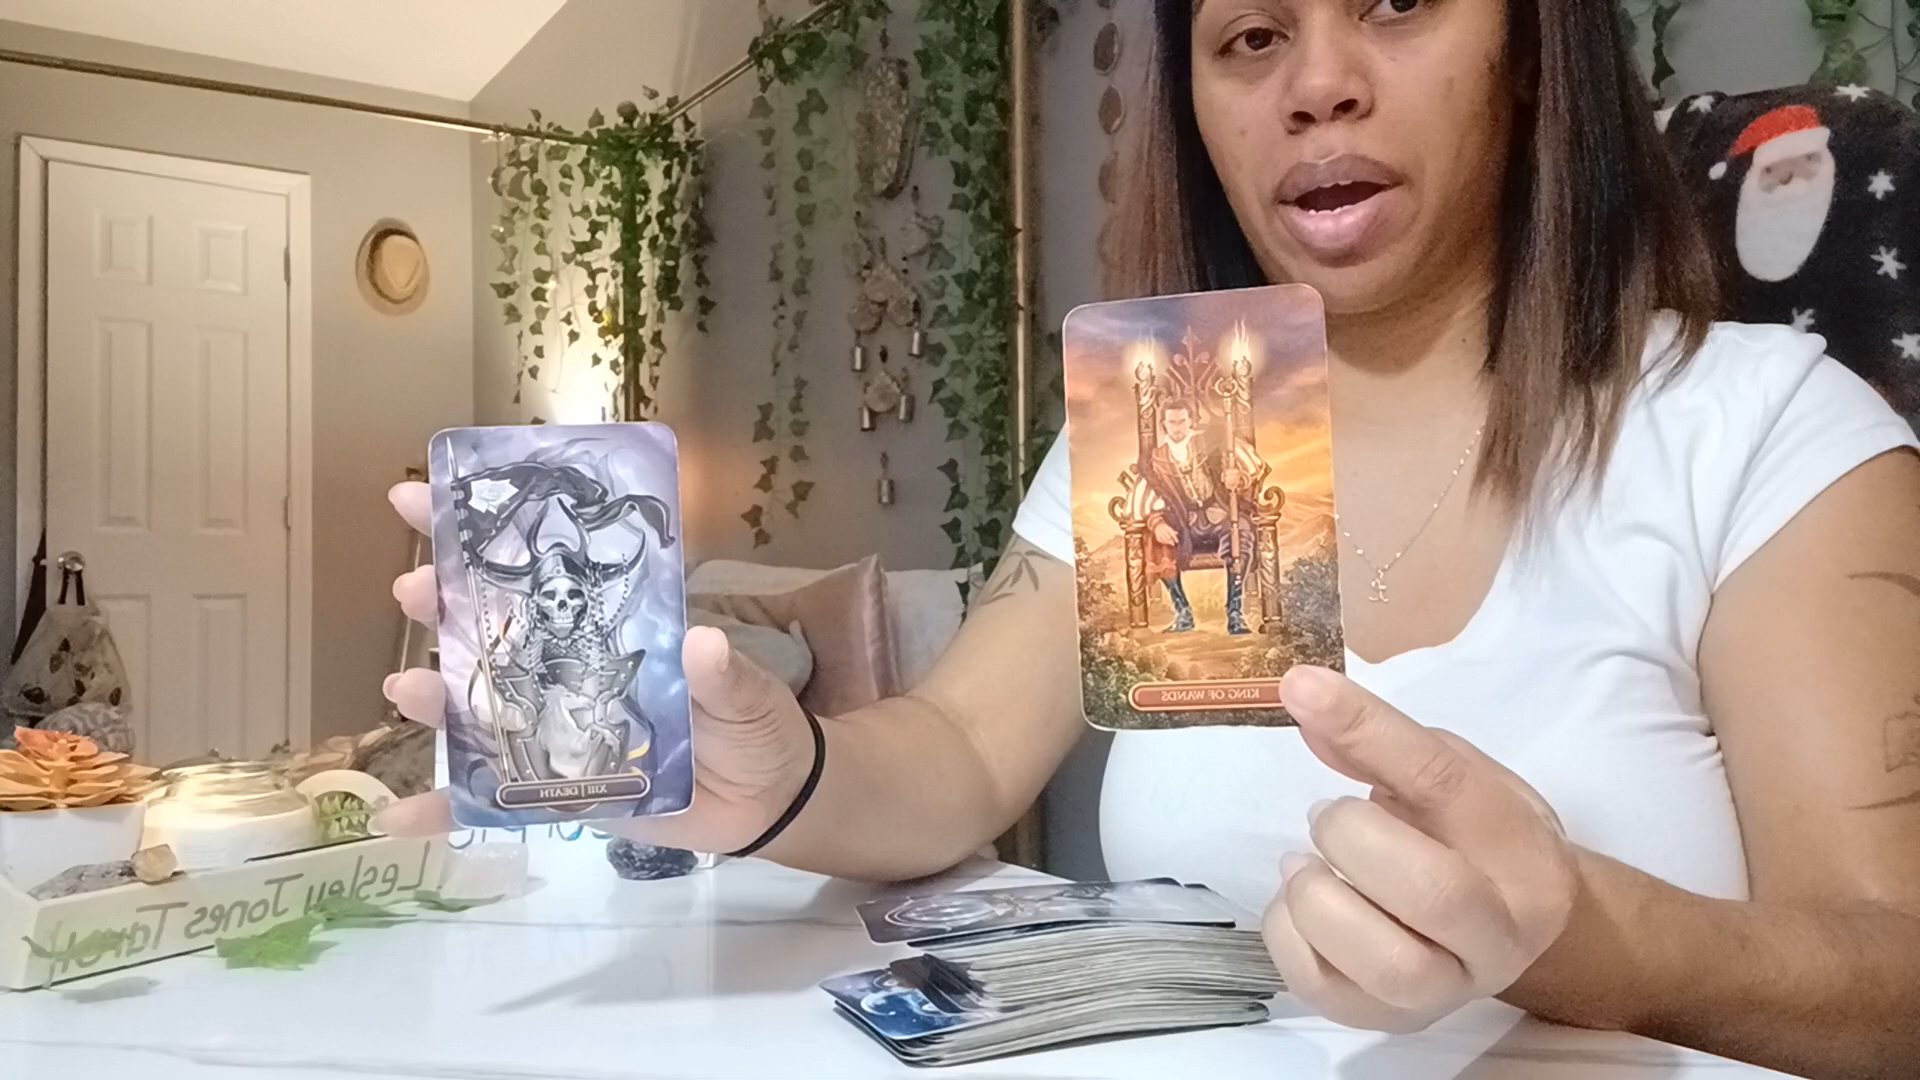 KING OF WANDS
XIII | DEATH
Lesley Jones Tarot